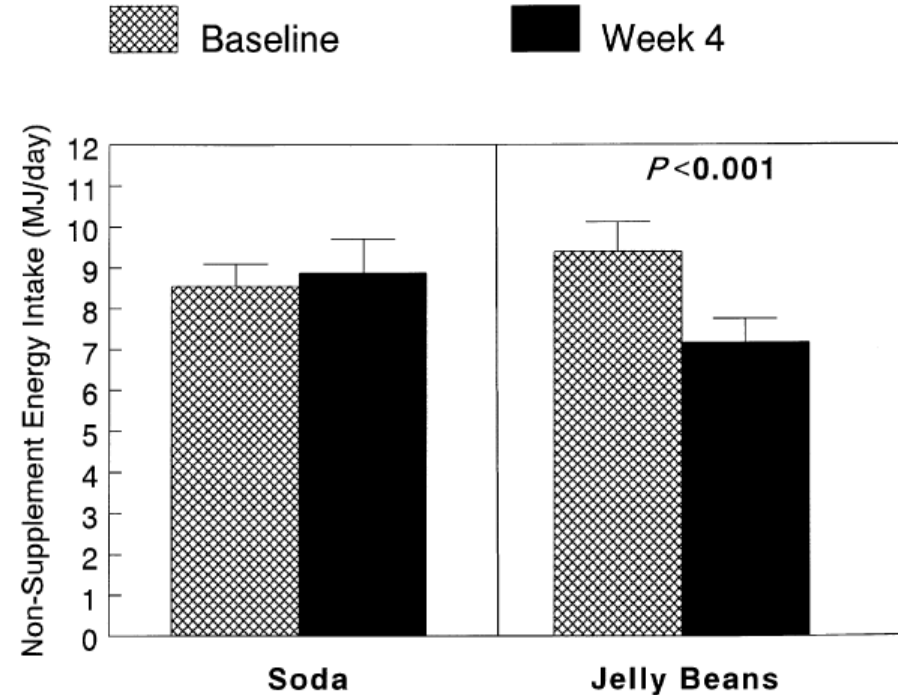 Baseline
Week 4
Non-Supplement Energy Intake (MJ/day)
12
11
10
9
8
7
6
5
4
3
2
1
0
P<0.001
Soda
Jelly Beans